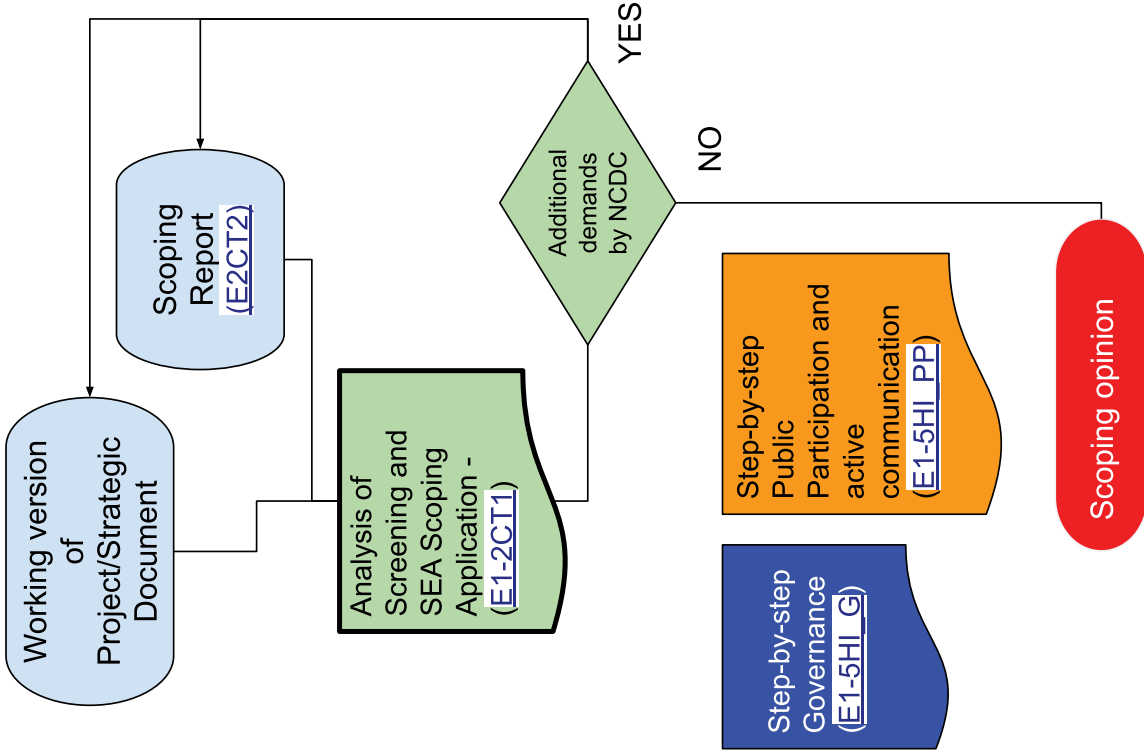 Working version
of
Project/Strategic
Document
Scoping
Report
(E2CT2)
Analysis of
Screening and
SEA Scoping
Application -
(E1-2CT1)
Additional
demands
by NCDC
YES
NO
Step-by-step
Governance
(E1-5HI_G)
Step-by-step
Public
Participation and
active
communication
(E1-5HI_PP)
Scoping opinion